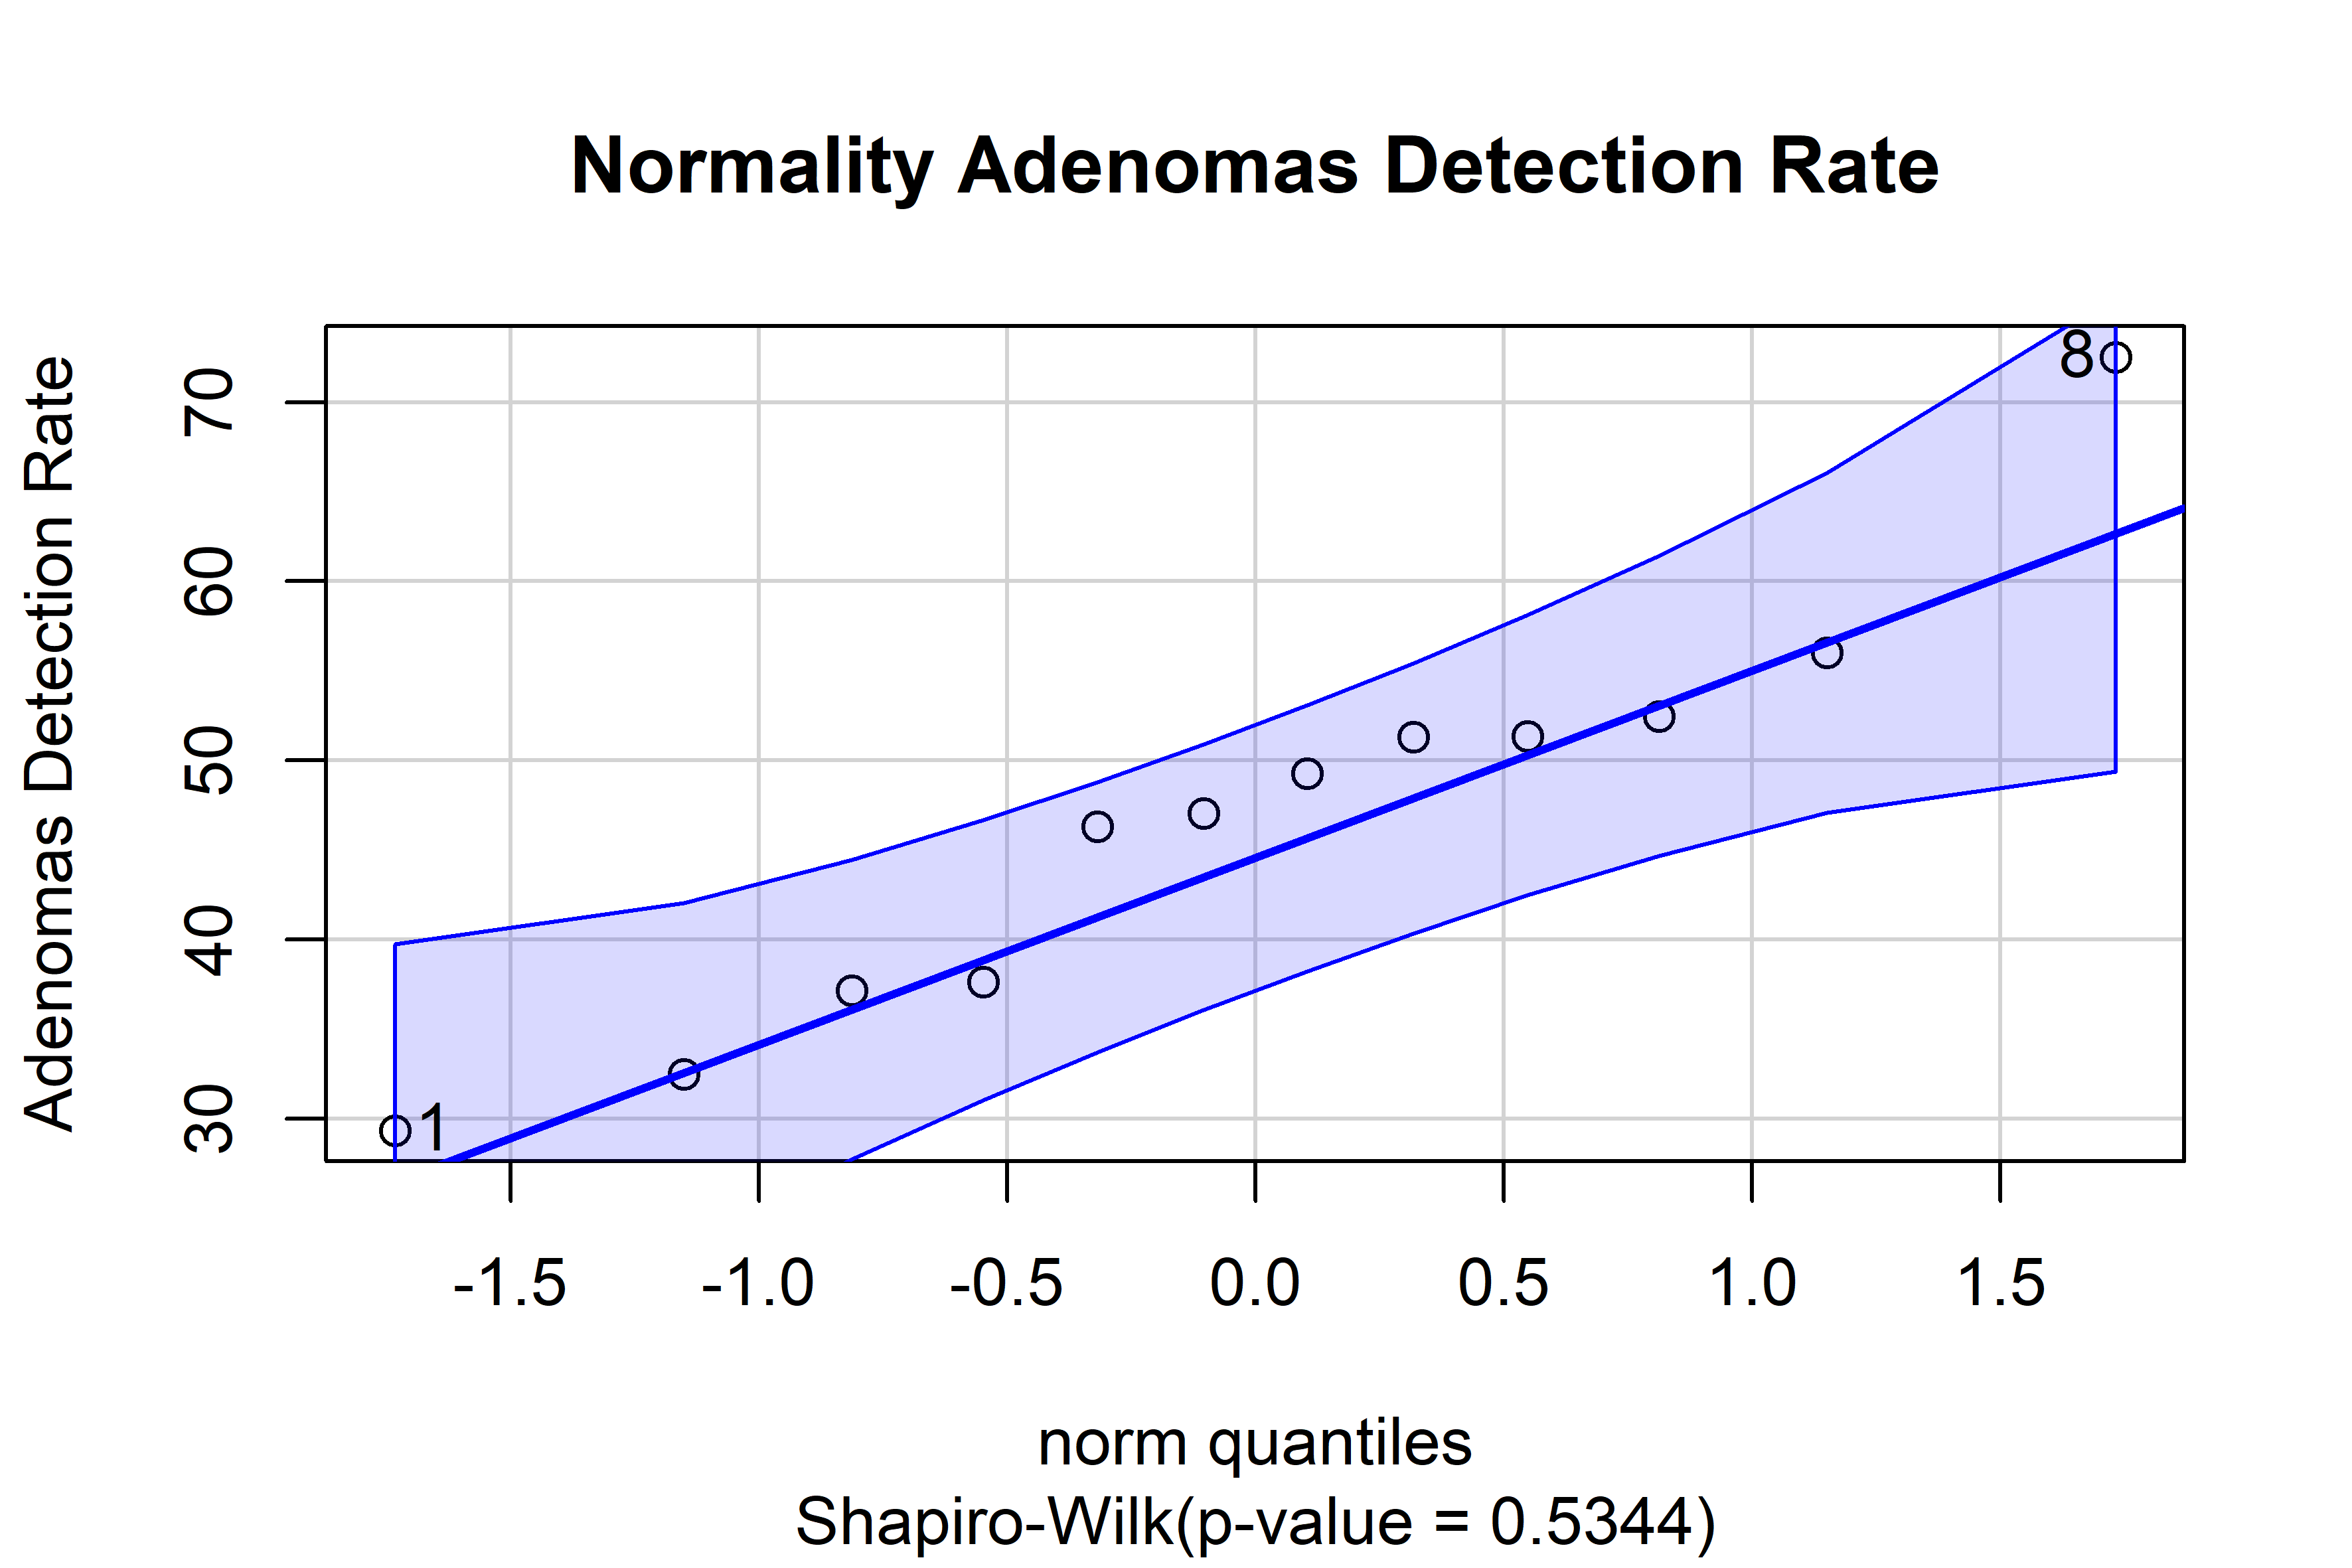 Normality Adenomas Detection Rate
Adenomas Detection Rate
70
60
50
40
30
8
1
-1.5 -1.0 -0.5 0.0 0.5 1.0 1.5
norm quantiles
Shapiro-Wilk(p-value = 0.5344)